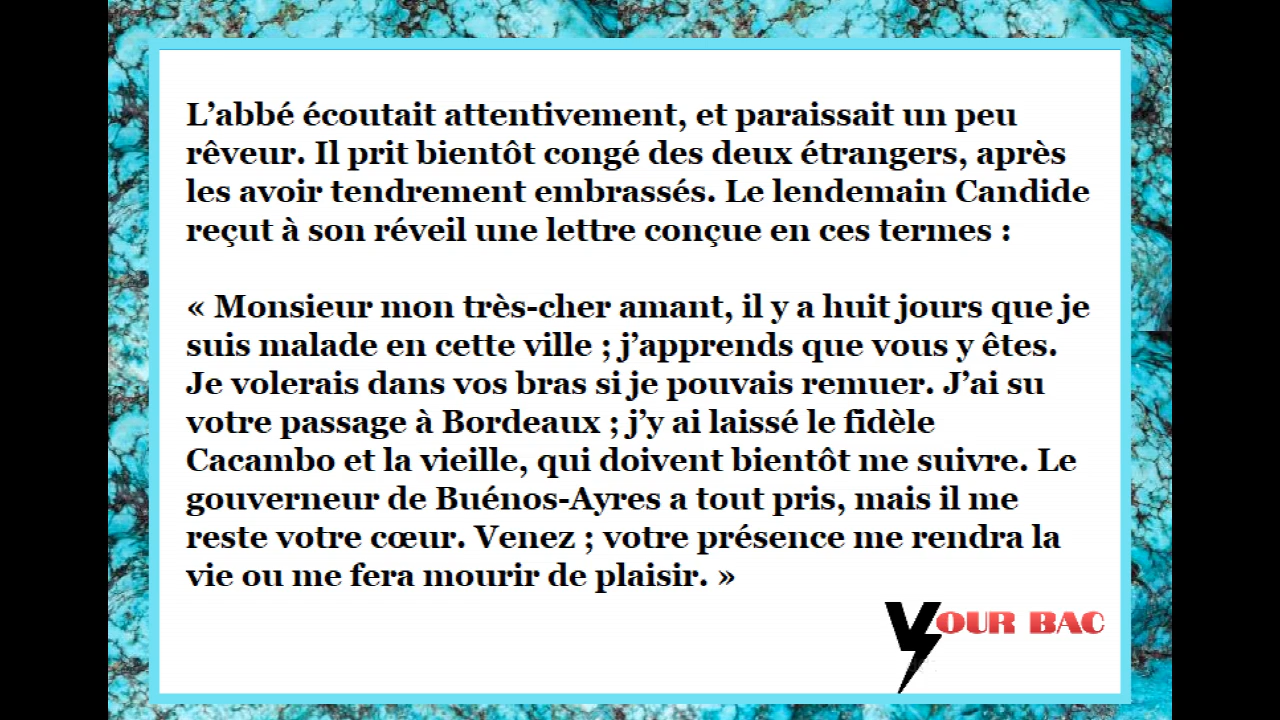 L’abbé écoutait attentivement, et paraissait un peu
rêveur. Il prit bientôt congé des deux étrangers, après
les avoir tendrement embrassés. Le lendemain Candide
reçut à son réveil une lettre conçue en ces termes :
« Monsieur mon très-cher amant, il y a huit jours que je
suis malade en cette ville ; j’apprends que vous y êtes.
Je volerais dans vos bras si je pouvais remuer. J’ai su
votre passage à Bordeaux ; j’y ai laissé le fidèle
Cacambo et la vieille, qui doivent bientôt me suivre. Le
gouverneur de Buénos-Ayres a tout pris, mais il me
reste votre cœur. Venez ; votre présence me rendra la
vie ou me fera mourir de plaisir. »
YOUR BAC